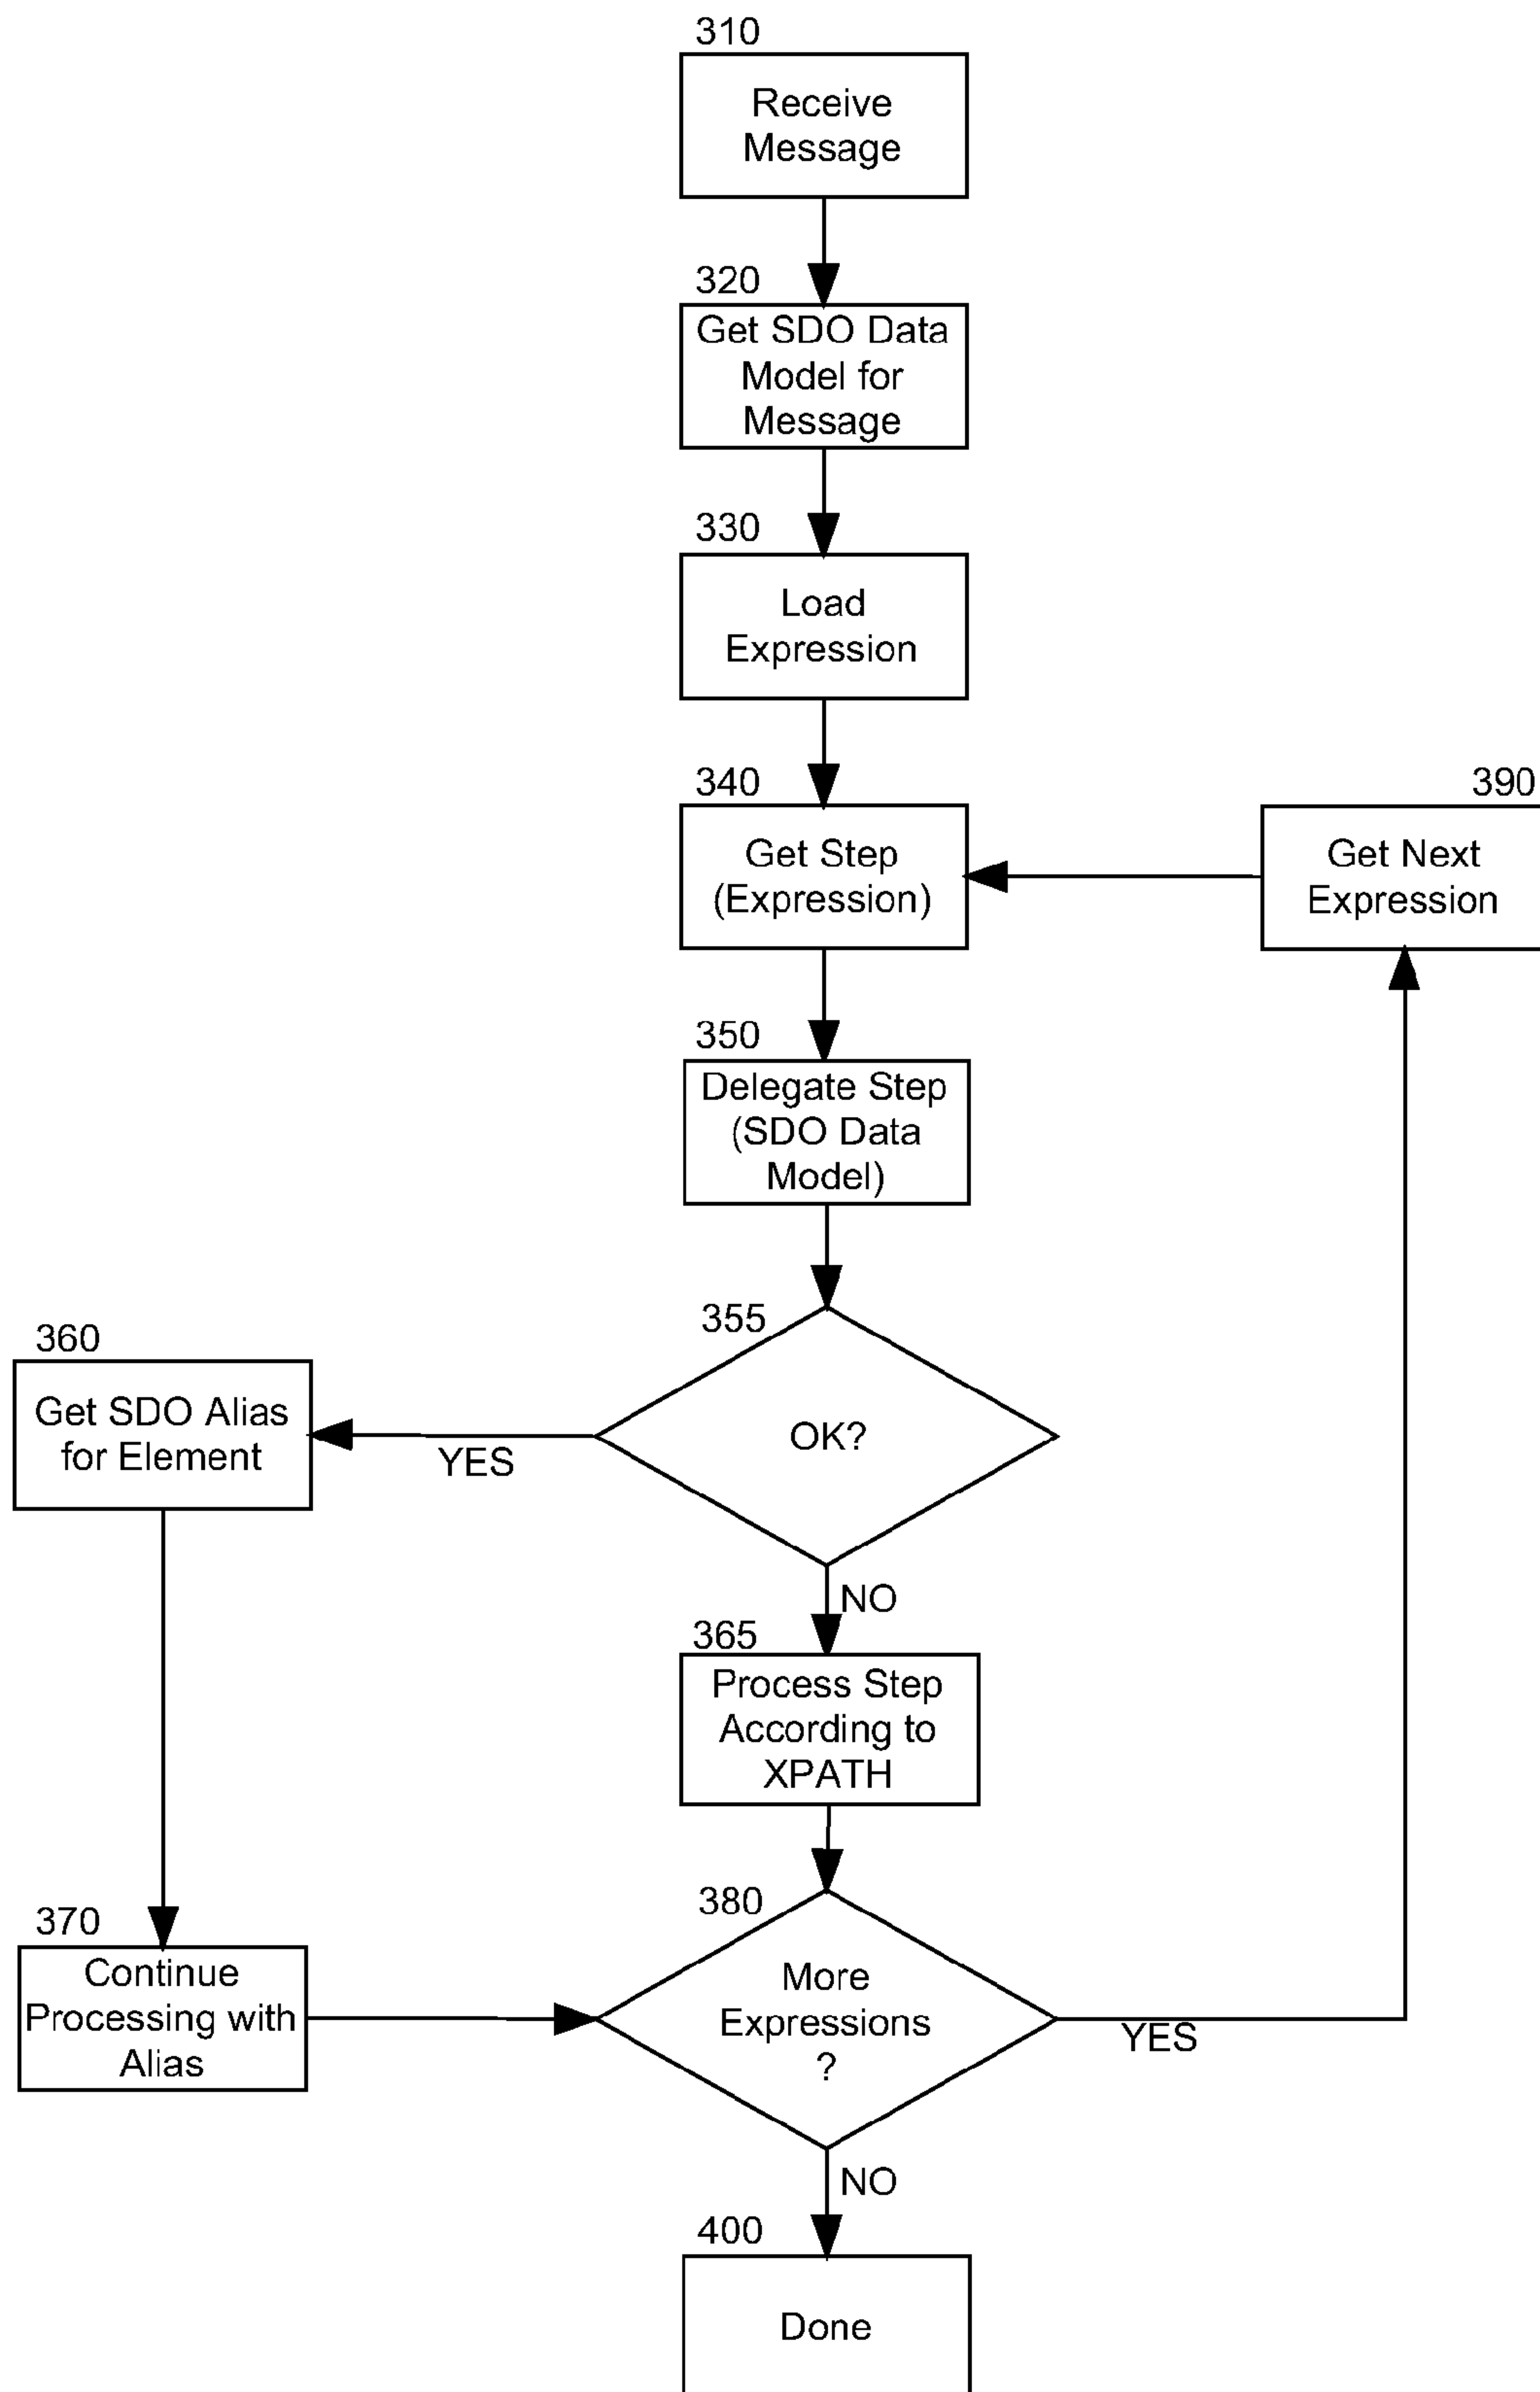 310
Receive
Message
320
Get SDO Data
Model for
Message
330
Load
Expression
340
Get Step
(Expression)
390
Get Next
Expression
350
Delegate Step
(SDO Data
Model)
355
OK?
360
Get SDO Alias
for Element
YES
NO
365
Process Step
According to
XPATH
370
Continue
Processing with
Alias
380
More
Expressions
?
YES
NO
400
Done